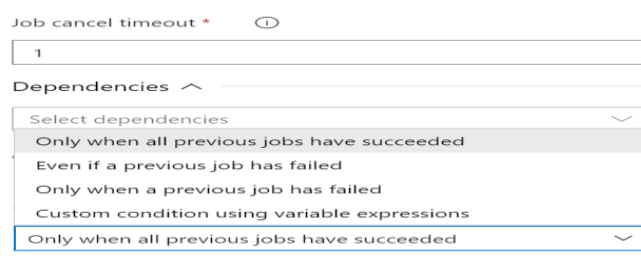 Job cancel timeout *
1
Dependencies
Select dependencies
Only when all previous jobs have succeeded
Even if a previous job has failed
Only when a previous job has failed
Custom condition using variable expressions
Only when all previous jobs have succeeded